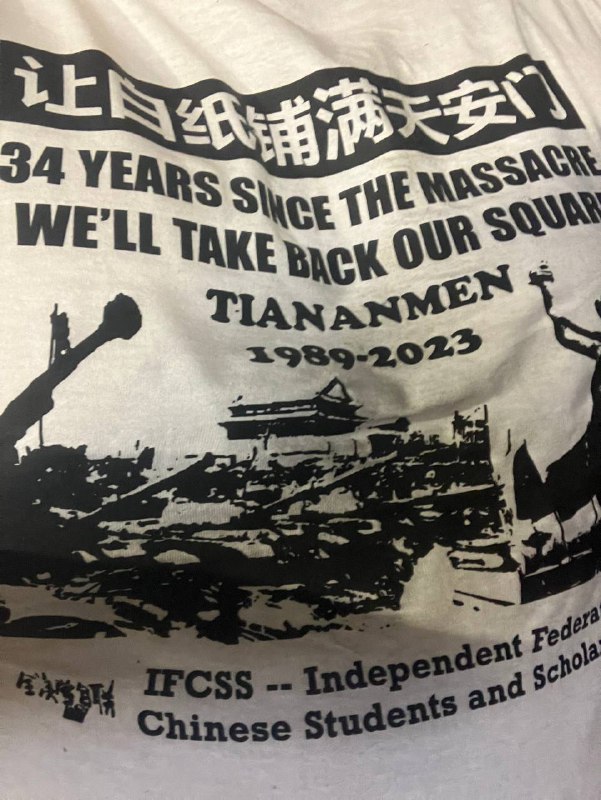 让白纸铺满天安门
34 YEARS SINCE THE MASSACRE
WE'LL TAKE BACK OUR SQUAR
TIANANMEN
1989-2023
IFCSS -- Independent Federa
Chinese Students and Schola